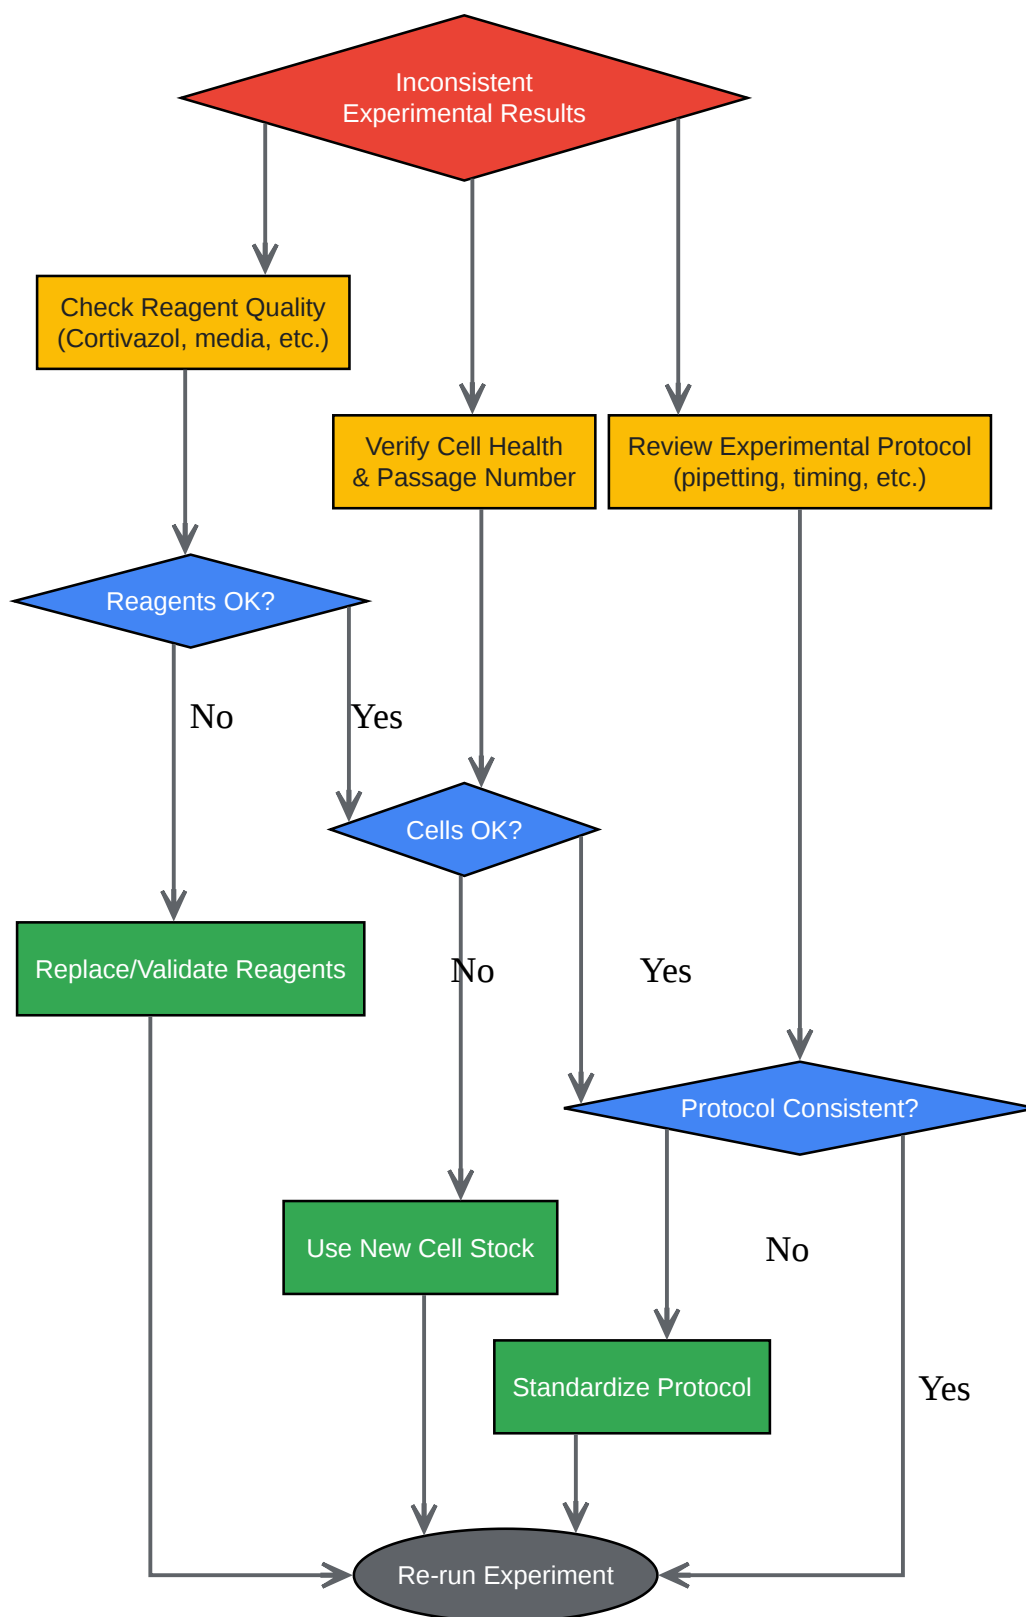 Inconsistent
Experimental Results
Check Reagent Quality
(Cortivazol, media, etc.)
Verify Cell Health
& Passage Number
Review Experimental Protocol
(pipetting, timing, etc.)
Reagents OK?
No
Yes
Cells OK?
Replace/Validate Reagents
No
Yes
Protocol Consistent?
Use New Cell Stock
No
Standardize Protocol
Yes
Re-run Experiment